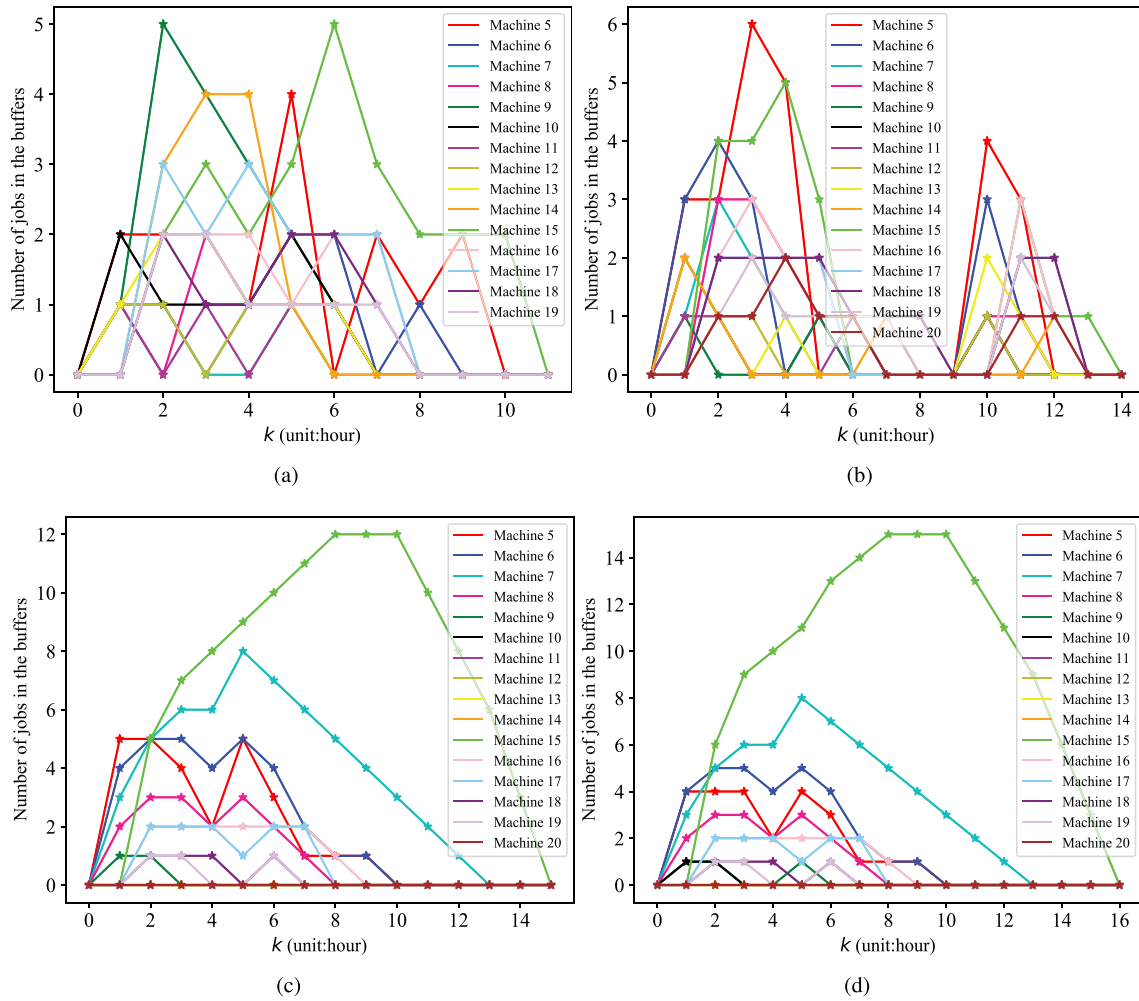 Number of jobs in the buffers
5
4
3
2
1
0
0
2
4
6
8
10
k (unit:hour)
Machine 5
Machine 6
Machine 7
Machine 8
Machine 9
Machine 10
Machine 11
Machine 12
Machine 13
Machine 14
Machine 15
Machine 16
Machine 17
Machine 18
Machine 19
(a)
Number of jobs in the buffers
6
5
4
3
2
1
0
0
2
4
6
8
10
12
14
k (unit:hour)
Machine 5
Machine 6
Machine 7
Machine 8
Machine 9
Machine 10
Machine 11
Machine 12
Machine 13
Machine 14
Machine 15
Machine 16
Machine 17
Machine 18
Machine 19
Machine 20
(b)
Number of jobs in the buffers
12
10
8
6
4
2
0
0
2
4
6
8
10
12
14
k (unit:hour)
Machine 5
Machine 6
Machine 7
Machine 8
Machine 9
Machine 10
Machine 11
Machine 12
Machine 13
Machine 14
Machine 15
Machine 16
Machine 17
Machine 18
Machine 19
Machine 20
(c)
Number of jobs in the buffers
14
12
10
8
6
4
2
0
0
2
4
6
8
10
12
14
16
k (unit:hour)
Machine 5
Machine 6
Machine 7
Machine 8
Machine 9
Machine 10
Machine 11
Machine 12
Machine 13
Machine 14
Machine 15
Machine 16
Machine 17
Machine 18
Machine 19
Machine 20
(d)